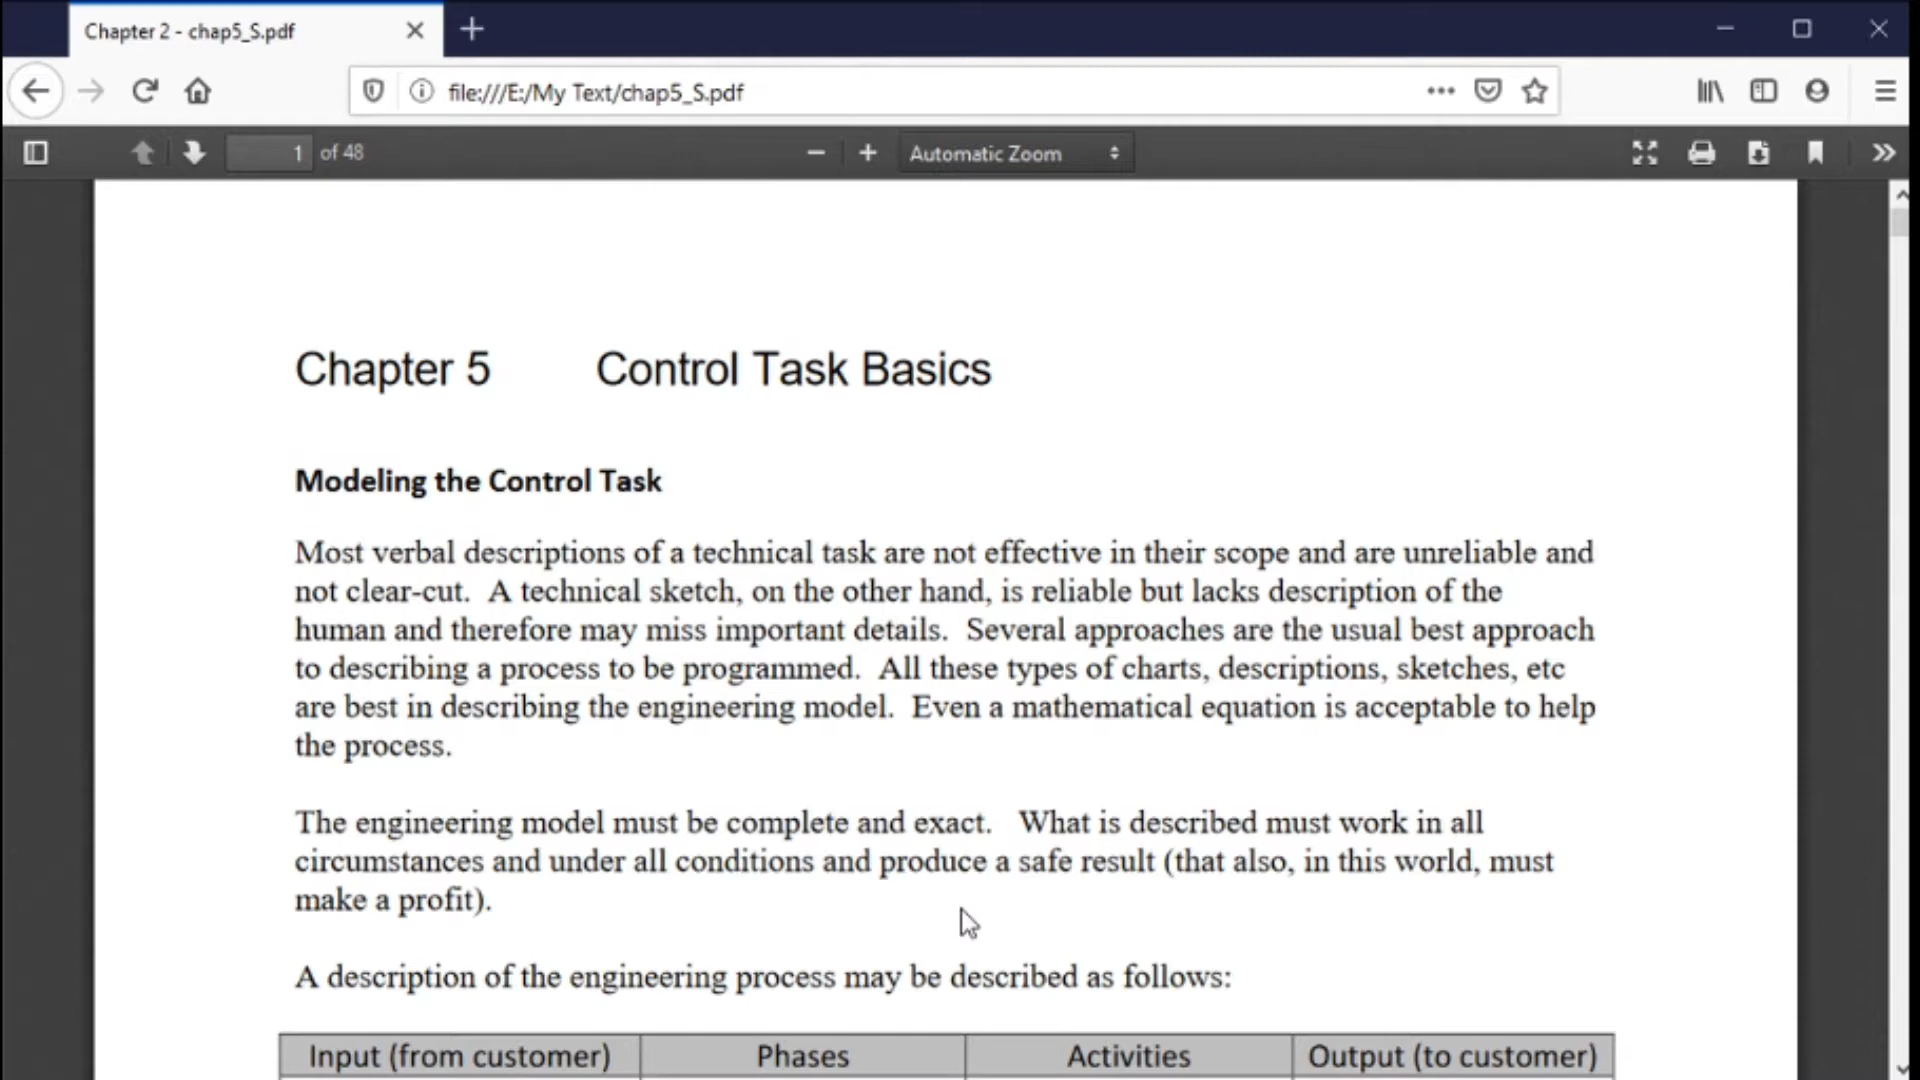 Chapter 2 - chap5_S.pdf
file:///E:/My Text/chap5_S.pdf
1 of 48
Automatic Zoom
Chapter 5 Control Task Basics
Modeling the Control Task
Most verbal descriptions of a technical task are not effective in their scope and are unreliable and
not clear-cut.  A technical sketch, on the other hand, is reliable but lacks description of the
human and therefore may miss important details.  Several approaches are the usual best approach
to describing a process to be programmed.  All these types of charts, descriptions, sketches, etc
are best in describing the engineering model.  Even a mathematical equation is acceptable to help
the process.
The engineering model must be complete and exact.   What is described must work in all
circumstances and under all conditions and produce a safe result (that also, in this world, must
make a profit).
A description of the engineering process may be described as follows:
Input (from customer) Phases Activities Output (to customer)